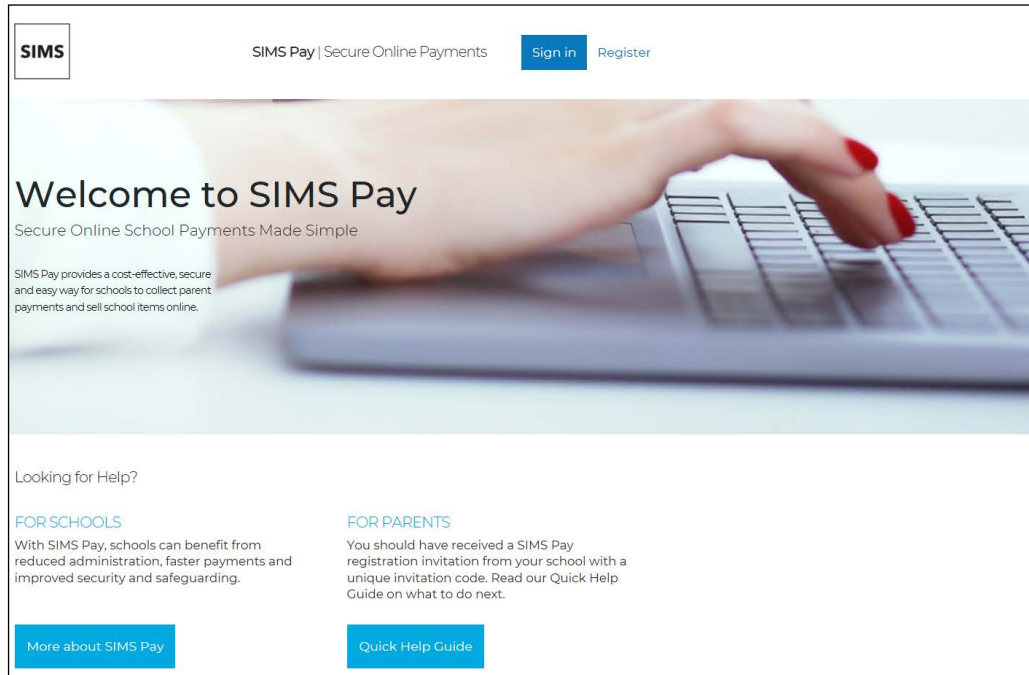 SIMS
SIMS Pay | Secure Online Payments
Sign in
Register
Welcome to SIMS Pay
Secure Online School Payments Made Simple
SIMS Pay provides a cost-effective, secure
and easy way for schools to collect parent
payments and sell school items online.
Looking for Help?
FOR SCHOOLS
With SIMS Pay, schools can benefit from
reduced administration, faster payments and
improved security and safeguarding.
More about SIMS Pay
FOR PARENTS
You should have received a SIMS Pay
registration invitation from your school with a
unique invitation code. Read our Quick Help
Guide on what to do next.
Quick Help Guide